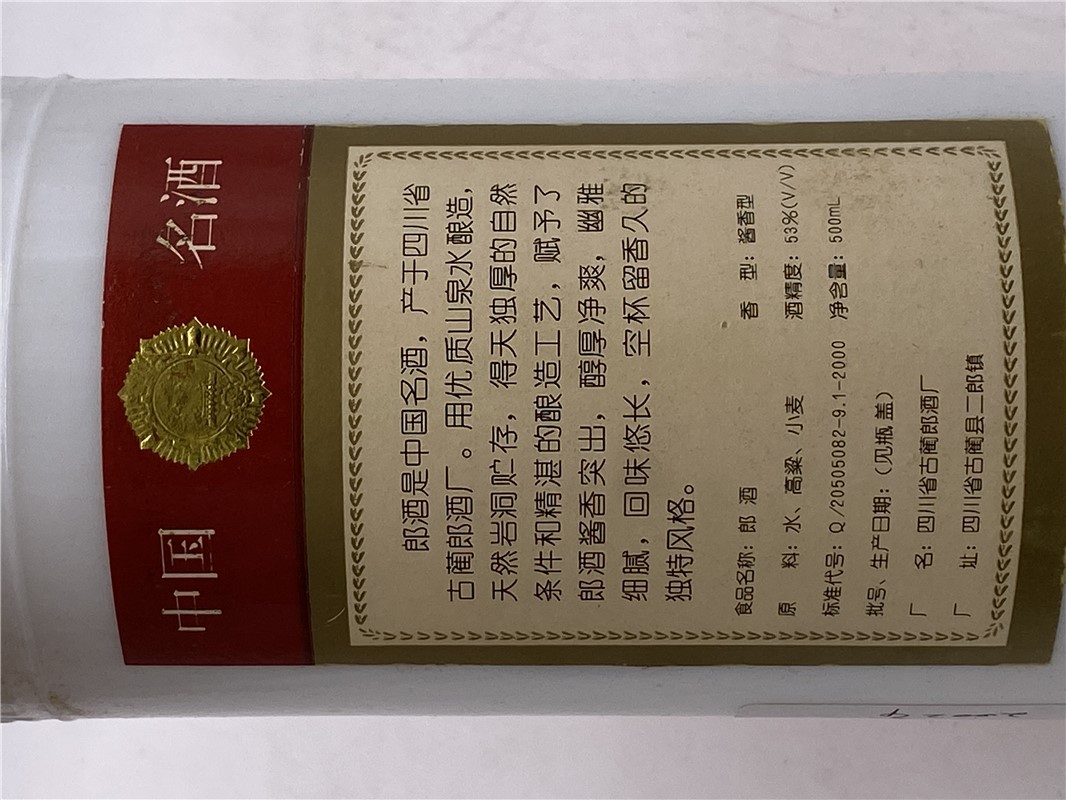 中国 名酒
郎酒是中国名酒，产于四川省
古蔺郎酒厂。用优质山泉水酿造，
天然岩洞贮存，得天独厚的自然
条件和精湛的酿造工艺，赋予了
郎酒酱香突出，醇厚净爽，幽雅
细腻，回味悠长，空杯留香久的
独特风格。
食品名称：郎 酒 香 型：酱香型
原 料：水、高粱、小麦 酒精度：53%(V/V)
标准代号：Q/20505082-9.1-2000 净含量：500mL
批号、生产日期：（见瓶盖）
厂 名：四川省古蔺郎酒厂
厂 址：四川省古蔺县二郎镇